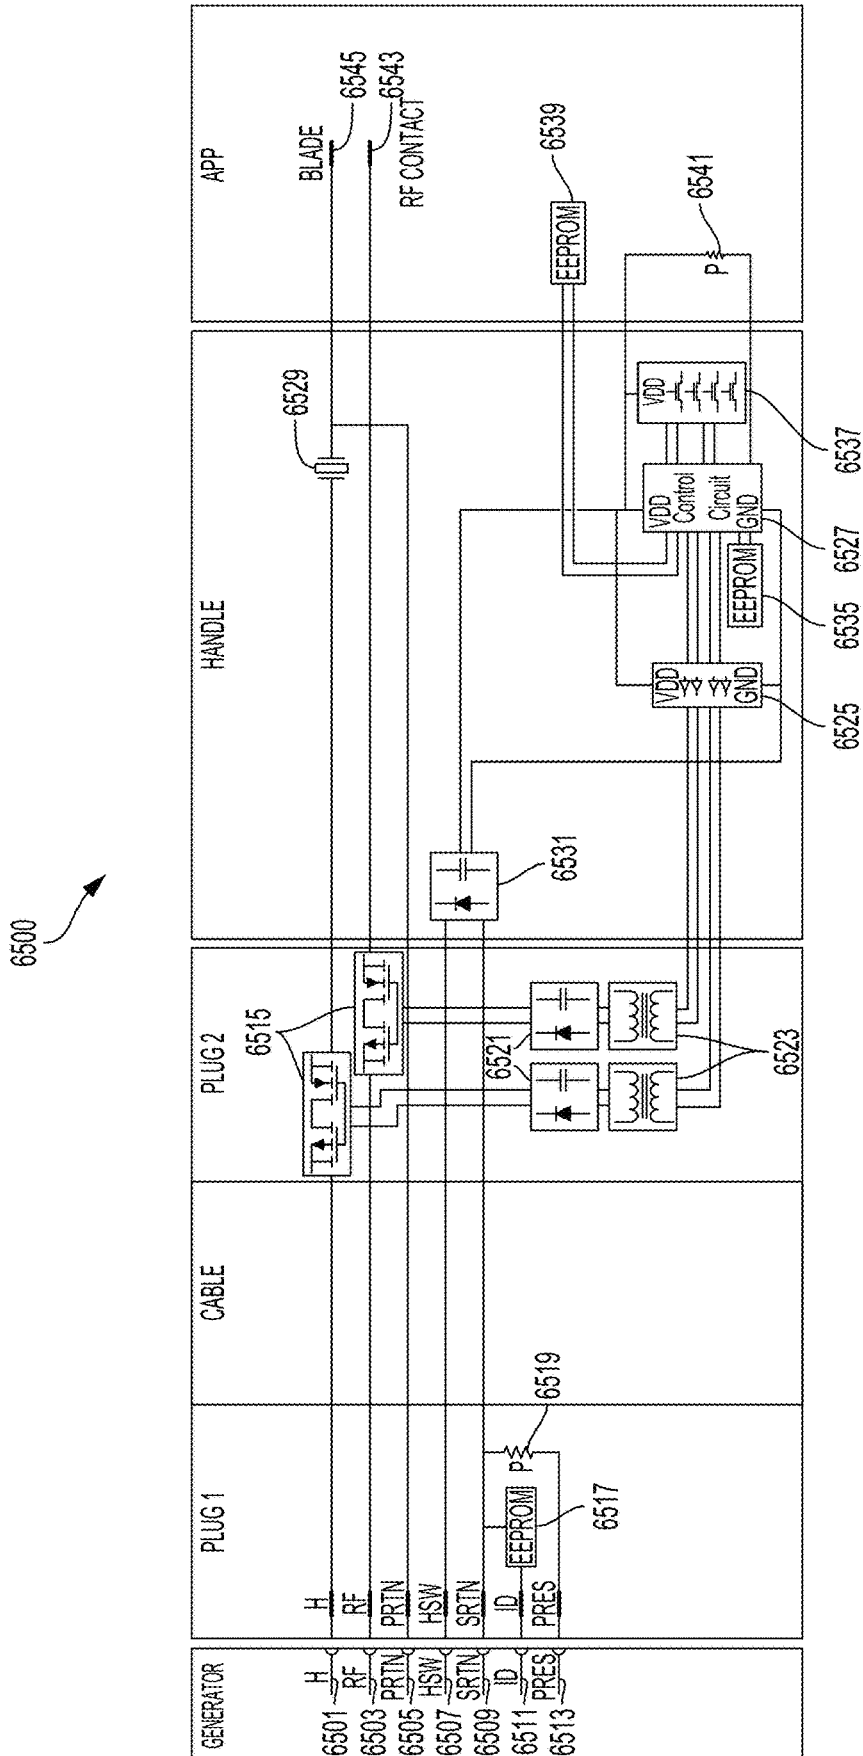 6500
GENERATOR
PLUG 1
CABLE
PLUG 2
HANDLE
APP
H
H
6501
RF
RF
6503
PRTN
PRTN
6505
HSW
HSW
6507
SRTN
SRTN
6509
ID
ID
6511
PRES
PRES
6513
EEPROM
6517
P
6519
6515
6521
6523
6529
6531
VDD
GND
6525
VDD
Control
Circuit
GND
6527
EEPROM
6535
VDD
6537
BLADE
6545
6543
RF CONTACT
EEPROM
6539
P
6541